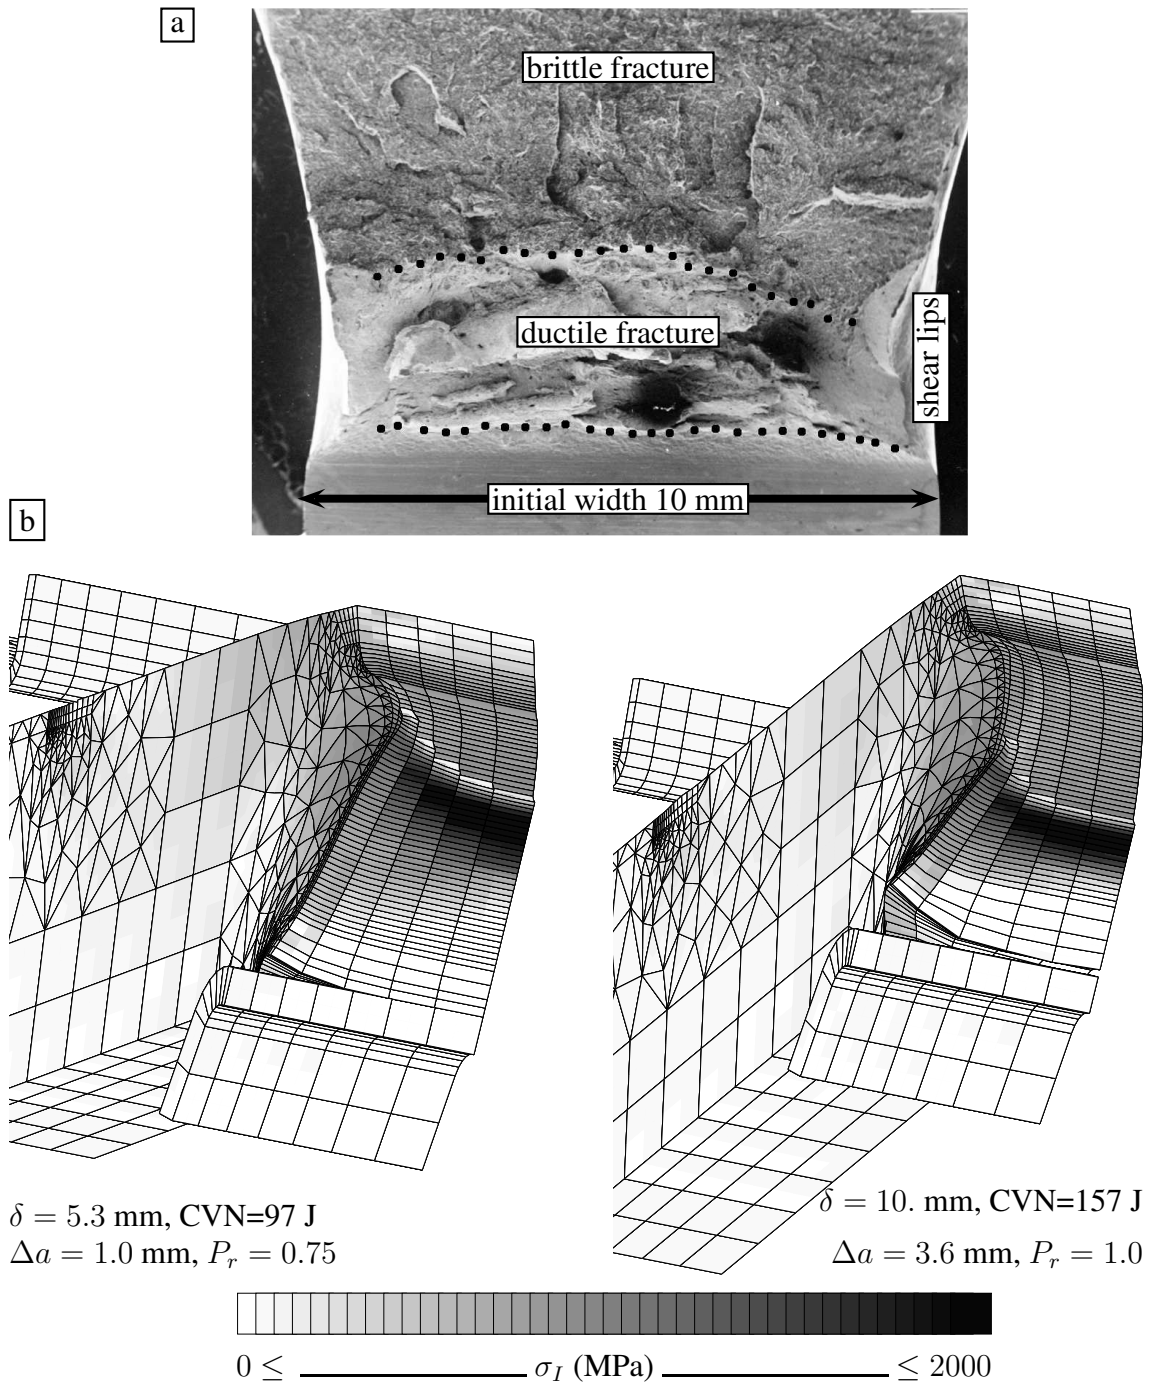 a
brittle fracture
ductile fracture
shear lips
initial width 10 mm
b
δ = 5.3 mm, CVN=97 J
Δa = 1.0 mm, P_r = 0.75
δ = 10. mm, CVN=157 J
Δa = 3.6 mm, P_r = 1.0
0 ≤ σ_I (MPa) ≤ 2000